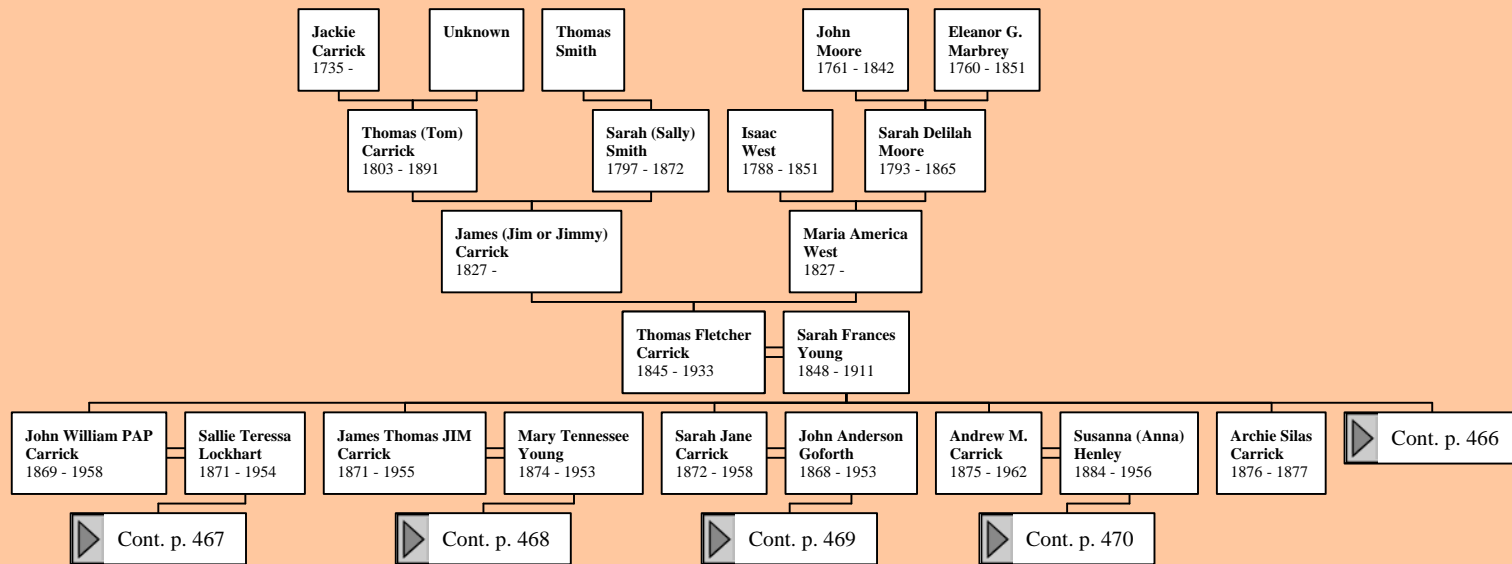 Jackie
Carrick
1735 -
Unknown
Thomas
Smith
John
Moore
1761 - 1842
Eleanor G.
Marbrey
1760 - 1851
Thomas (Tom)
Carrick
1803 - 1891
Sarah (Sally)
Smith
1797 - 1872
Isaac
West
1788 - 1851
Sarah Delilah
Moore
1793 - 1865
James (Jim or Jimmy)
Carrick
1827 -
Maria America
West
1827 -
Thomas Fletcher
Carrick
1845 - 1933
Sarah Frances
Young
1848 - 1911
John William PAP
Carrick
1869 - 1958
Sallie Teressa
Lockhart
1871 - 1954
James Thomas JIM
Carrick
1871 - 1955
Mary Tennessee
Young
1874 - 1953
Sarah Jane
Carrick
1872 - 1958
John Anderson
Goforth
1868 - 1953
Andrew M.
Carrick
1875 - 1962
Susanna (Anna)
Henley
1884 - 1956
Archie Silas
Carrick
1876 - 1877
Cont. p. 466
Cont. p. 467
Cont. p. 468
Cont. p. 469
Cont. p. 470